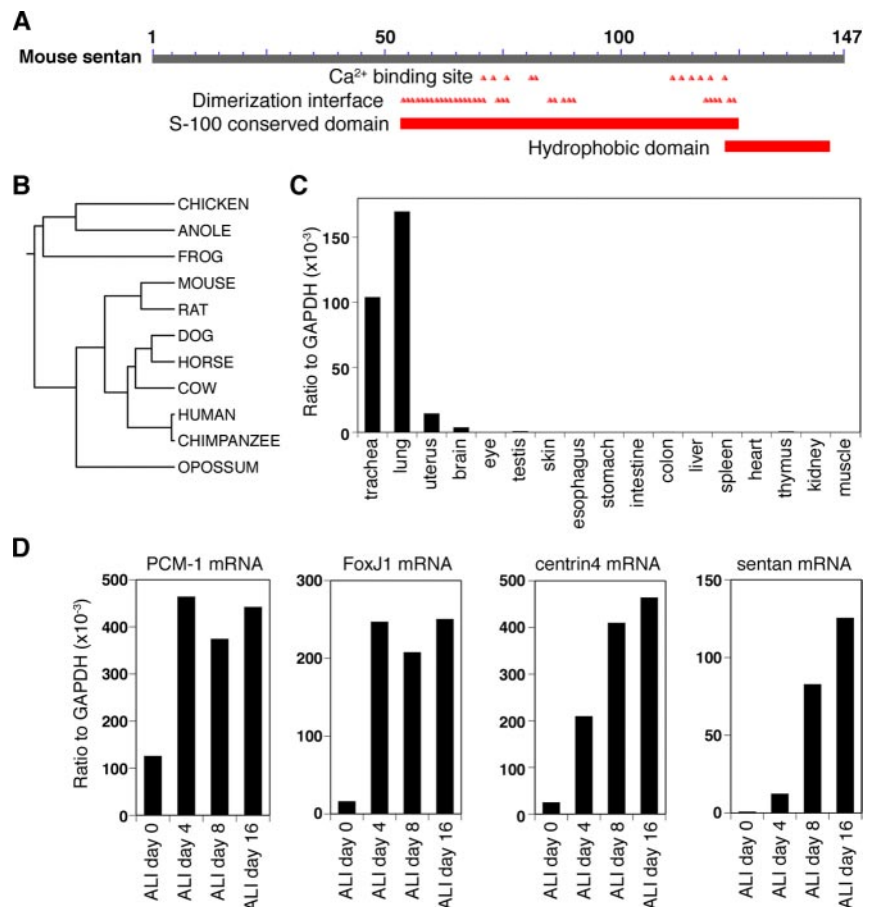 A
1 50 100 147
Mouse sentan
Ca²⁺ binding site
Dimerization interface
S-100 conserved domain
Hydrophobic domain
B
CHICKEN
ANOLE
FROG
MOUSE
RAT
DOG
HORSE
COW
HUMAN
CHIMPANZEE
OPOSSUM
C
Ratio to GAPDH (x10⁻³)
150
100
50
0
trachea
lung
uterus
brain
eye
testis
skin
esophagus
stomach
intestine
colon
liver
spleen
heart
thymus
kidney
muscle
D
PCM-1 mRNA
Ratio to GAPDH (x10⁻³)
500
400
300
200
100
0
ALI day 0
ALI day 4
ALI day 8
ALI day 16
FoxJ1 mRNA
300
200
100
0
ALI day 0
ALI day 4
ALI day 8
ALI day 16
centrin4 mRNA
500
400
300
200
100
0
ALI day 0
ALI day 4
ALI day 8
ALI day 16
sentan mRNA
150
100
50
0
ALI day 0
ALI day 4
ALI day 8
ALI day 16